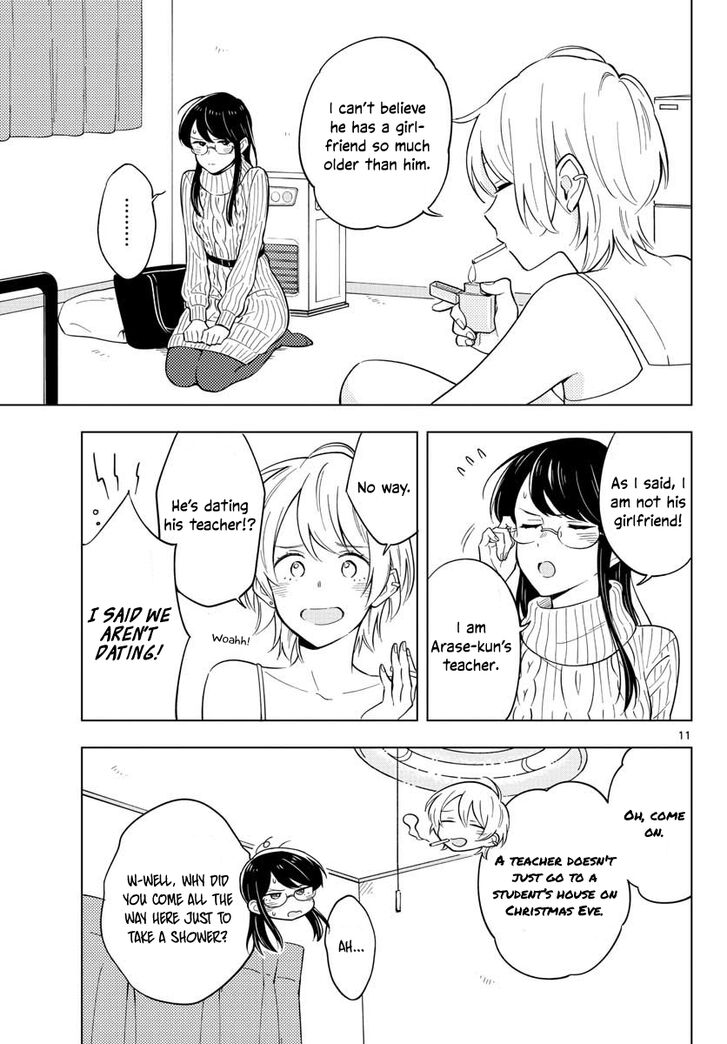 I can't believe
he has a girl-
friend so much
older than him.
………
As I said, I
am not his
girlfriend!
I am
Arase-kun's
teacher.
No way.
He's dating
his teacher!?
Woahh!
I SAID WE
AREN'T
DATING!
11
OH, COME
ON.
A TEACHER DOESN'T
JUST GO TO A
STUDENT'S HOUSE ON
CHRISTMAS EVE.
AH...
W-WELL, WHY DID
YOU COME ALL THE
WAY HERE JUST TO
TAKE A SHOWER?